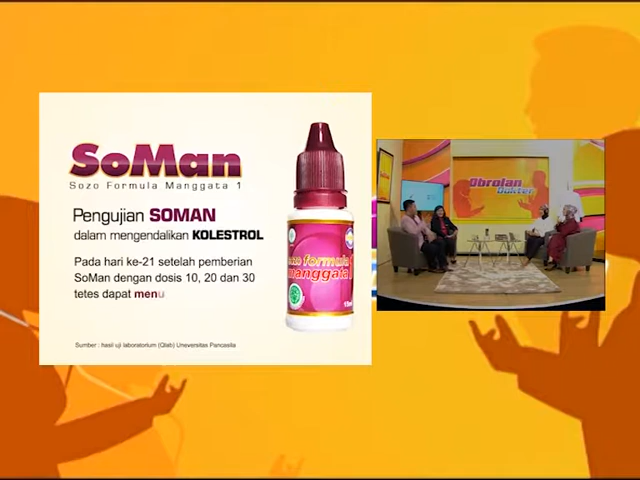 SoMan
Sozo Formula Manggata 1
Pengujian SOMAN
dalam mengendalikan KOLESTROL
Pada hari ke-21 setelah pemberian
SoMan dengan dosis 10, 20 dan 30
tetes dapat menu
Sumber : hasil uji laboratorium (Qlab) Uneversitas Pancasila
sozo formula
manggata 1
Obrolan
Dokter